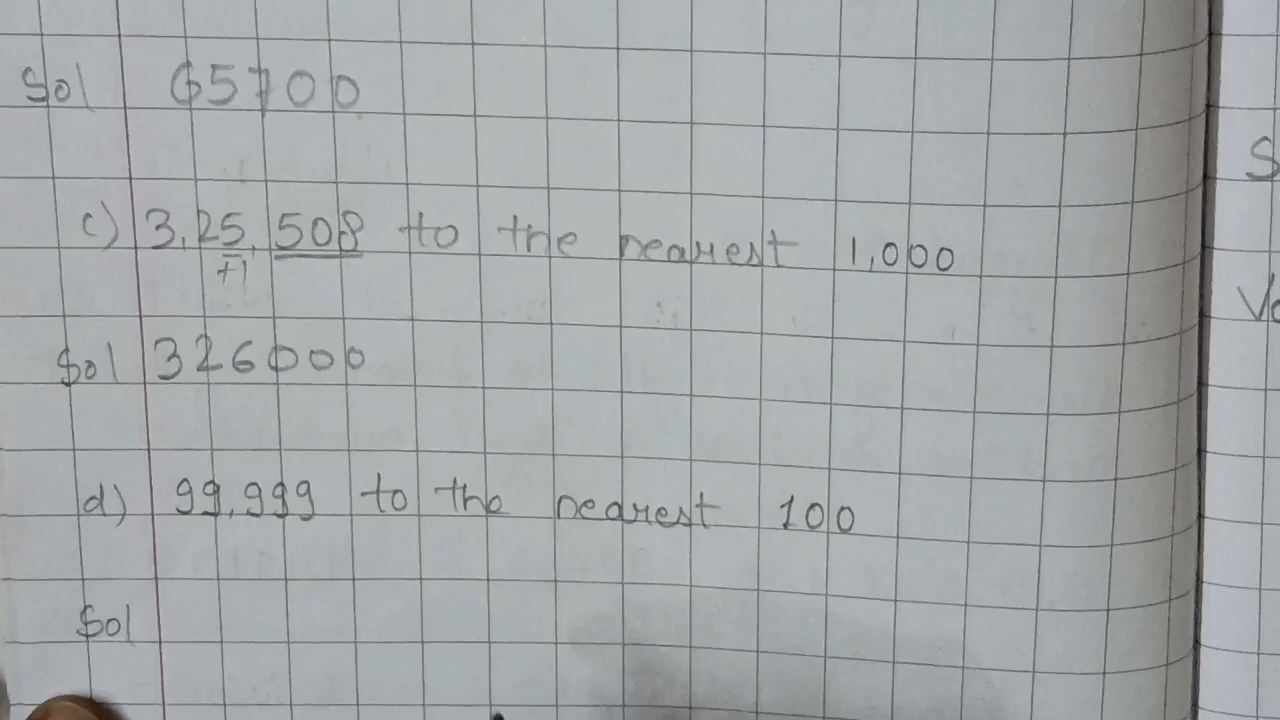 Sol 65700
c) 3,25,508 to the nearest 1,000
+1
Sol 326000
d) 99,999 to the nearest 100
Sol